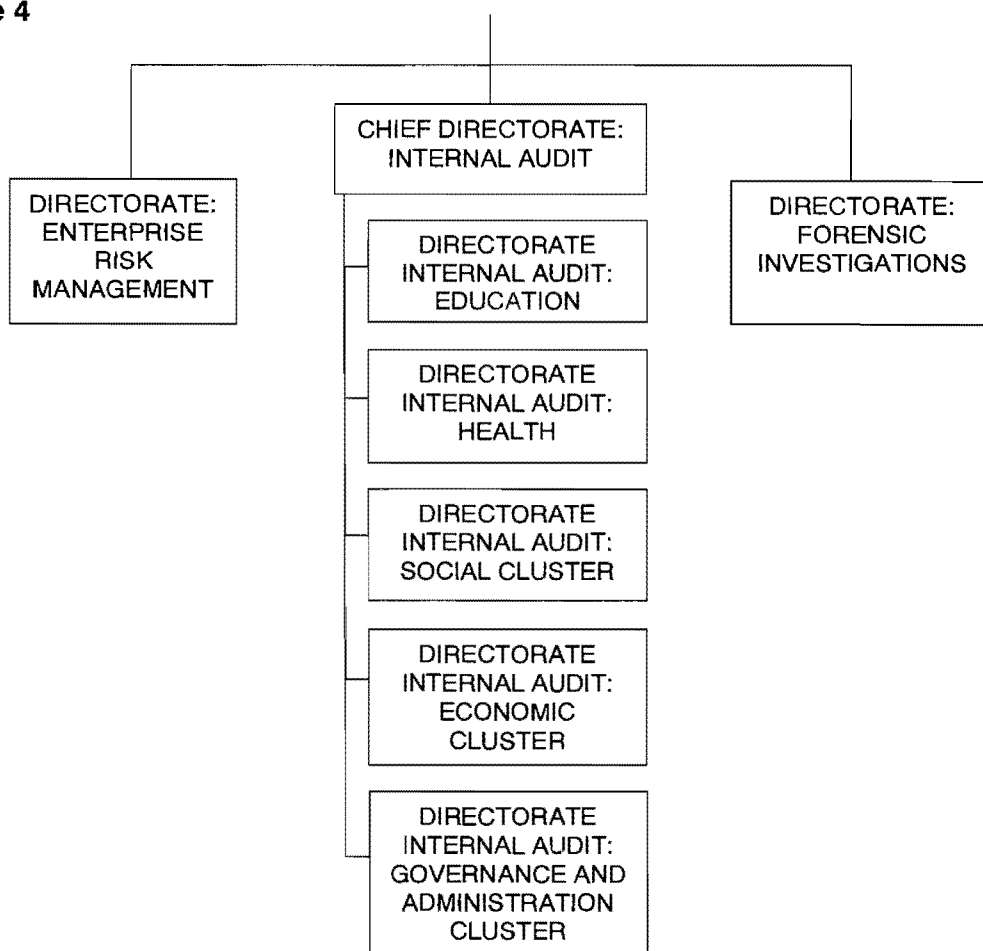 e 4
CHIEF DIRECTORATE:
INTERNAL AUDIT
DIRECTORATE:
ENTERPRISE
RISK
MANAGEMENT
DIRECTORATE:
FORENSIC
INVESTIGATIONS
DIRECTORATE
INTERNAL AUDIT:
EDUCATION
DIRECTORATE
INTERNAL AUDIT:
HEALTH
DIRECTORATE
INTERNAL AUDIT:
SOCIAL CLUSTER
DIRECTORATE
INTERNAL AUDIT:
ECONOMIC
CLUSTER
DIRECTORATE
INTERNAL AUDIT:
GOVERNANCE AND
ADMINISTRATION
CLUSTER